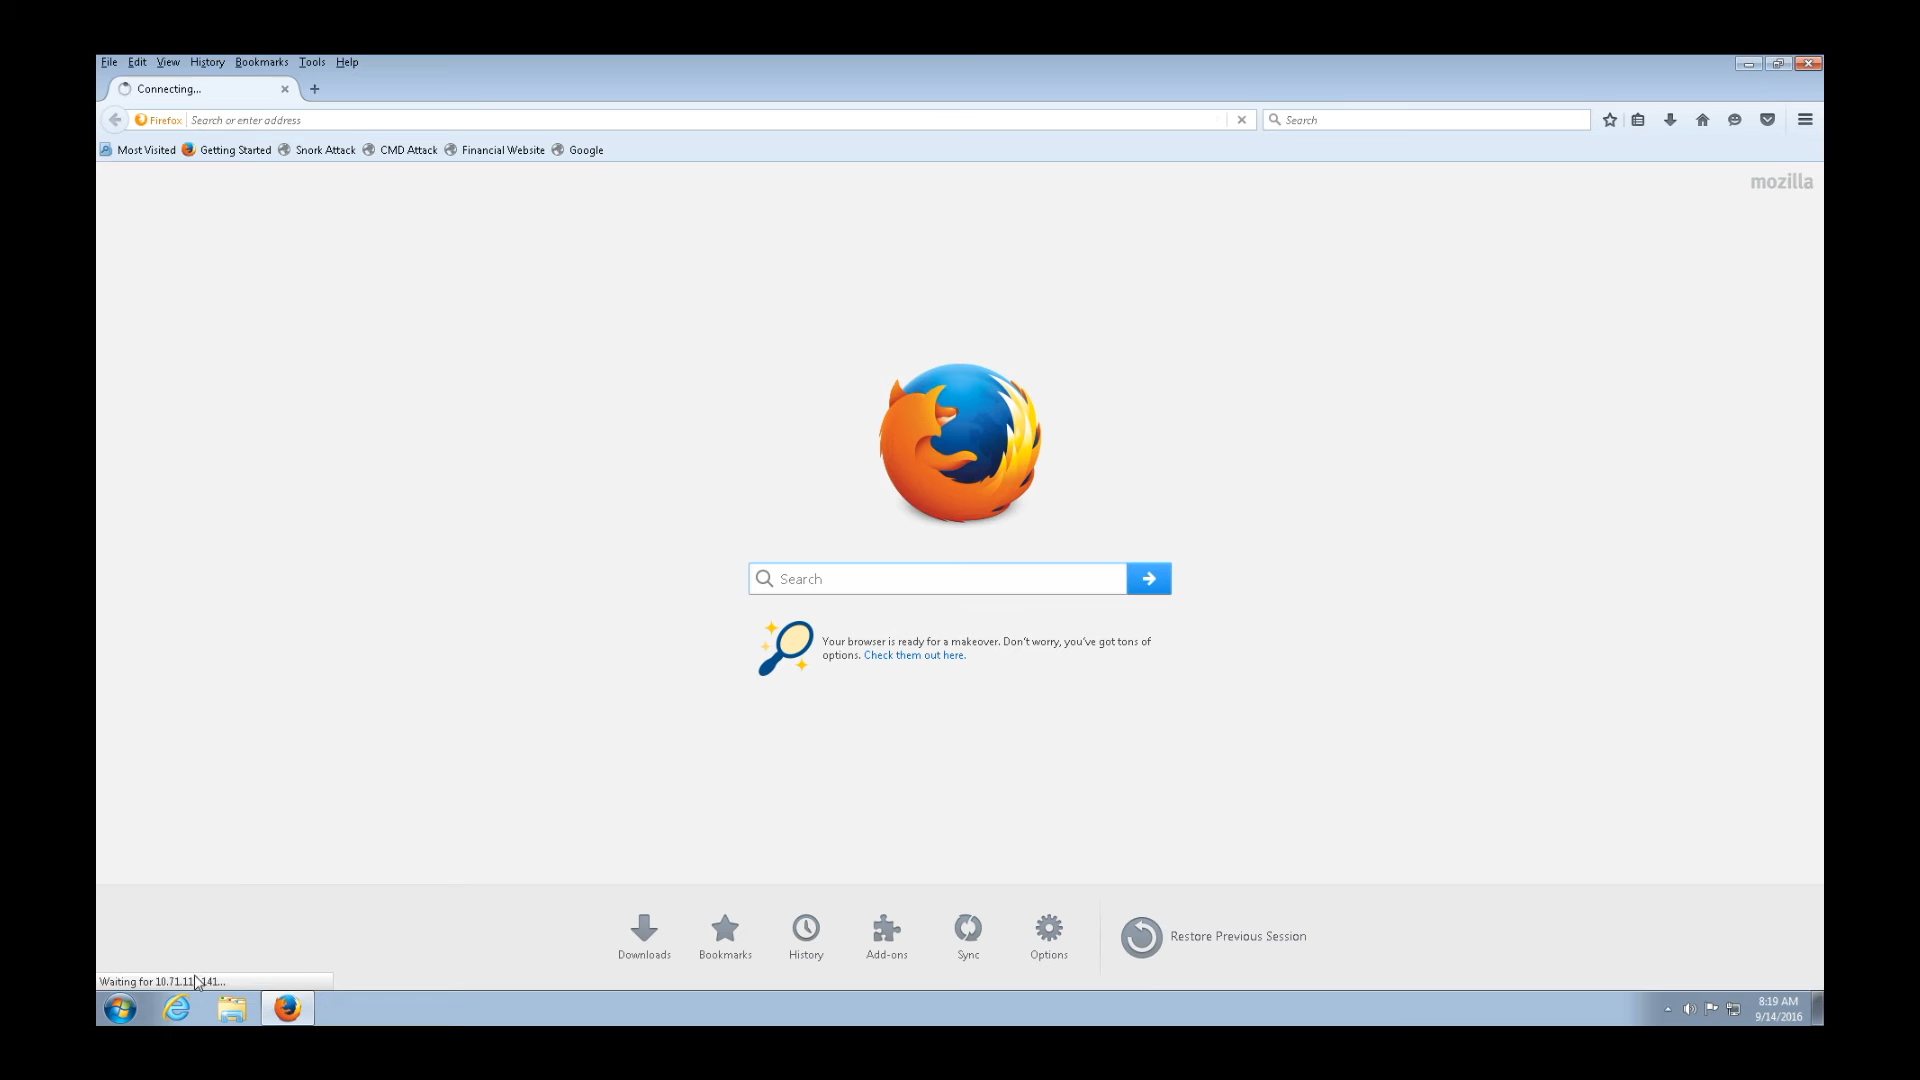 File Edit View History Bookmarks Tools Help
Connecting...
Firefox Search or enter address Search
Most Visited Getting Started Snork Attack CMD Attack Financial Website Google
mozilla
Search
Your browser is ready for a makeover. Don't worry, you've got tons of
options. Check them out here.
Downloads Bookmarks History Add-ons Sync Options Restore Previous Session
Waiting for
8:19 AM
9/14/2016